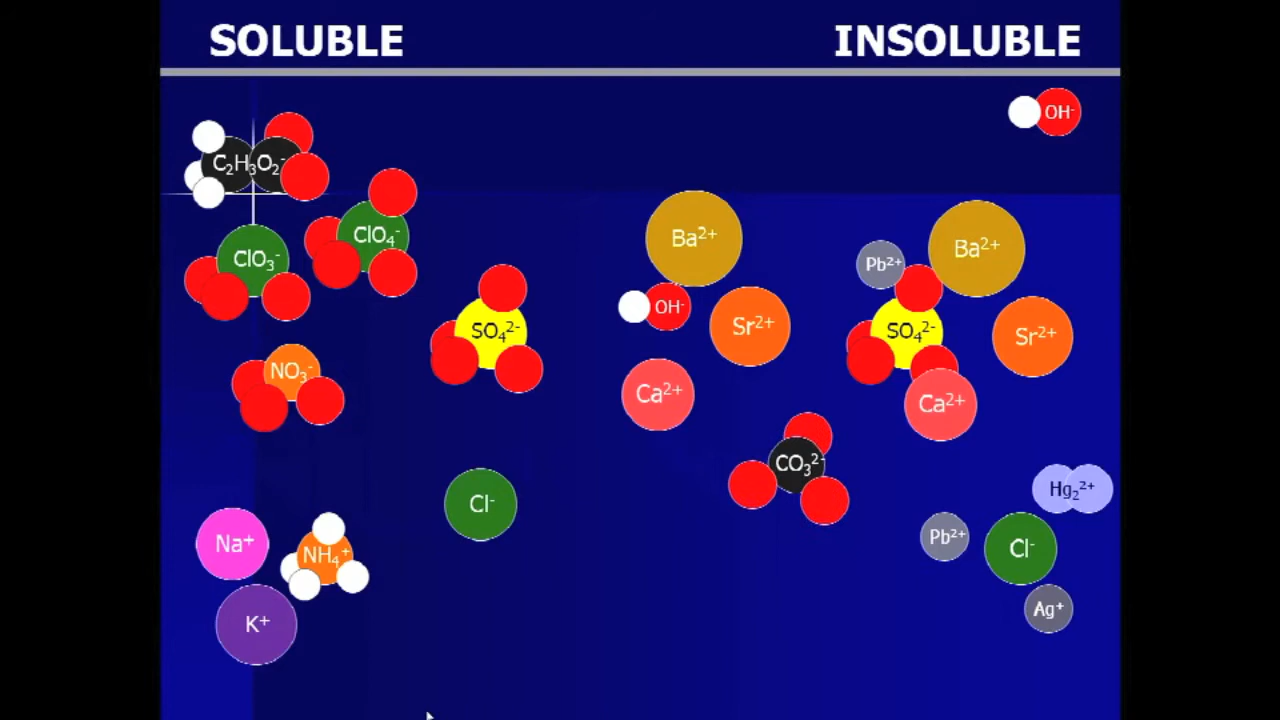 SOLUBLE
INSOLUBLE
OH⁻
C₂H₃O₂⁻
ClO₄⁻
ClO₃⁻
Ba²⁺
Pb²⁺
Ba²⁺
OH⁻
Sr²⁺
SO₄²⁻
SO₄²⁻
Sr²⁺
NO₃⁻
Ca²⁺
Ca²⁺
CO₃²⁻
Hg₂²⁺
Cl⁻
Pb²⁺
Cl⁻
Na⁺
NH₄⁺
Ag⁺
K⁺